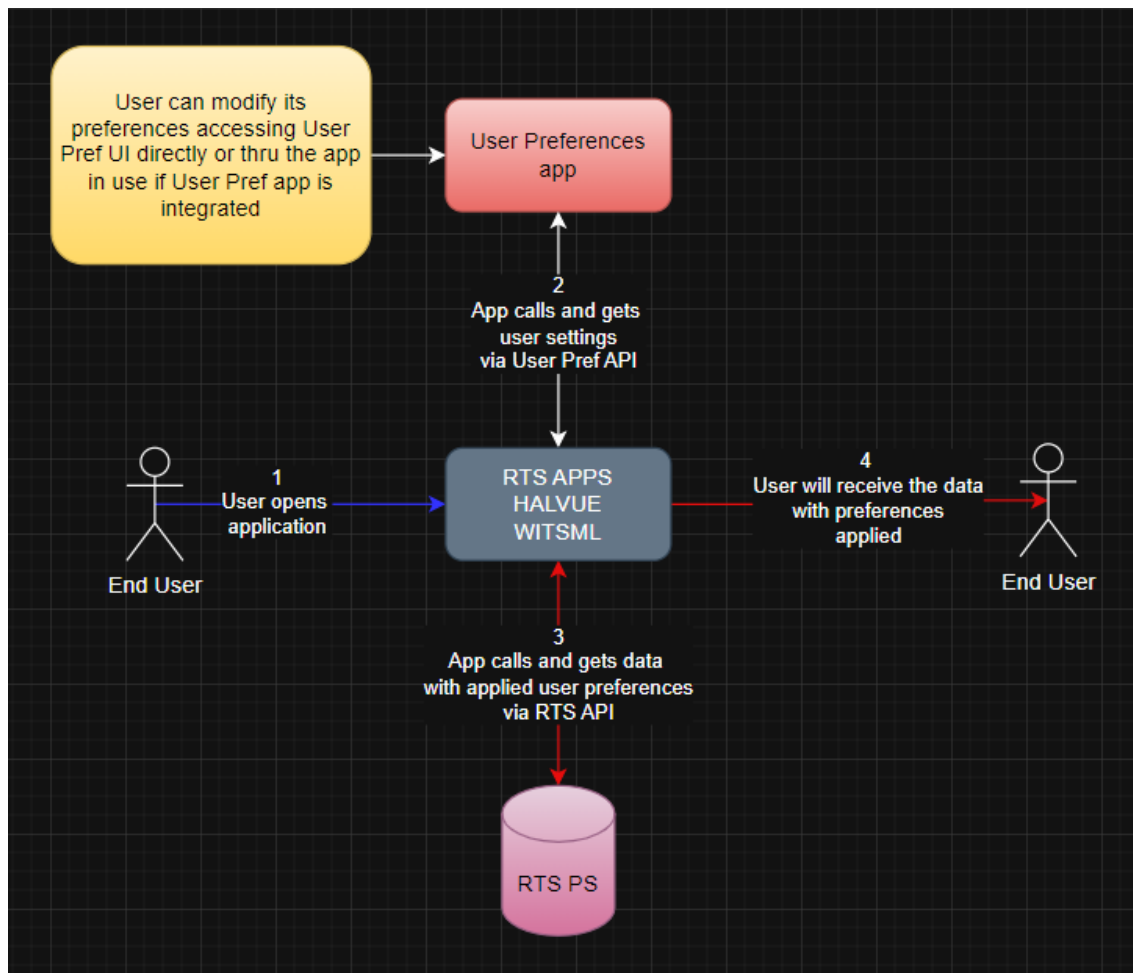 User can modify its
preferences accessing User
Pref UI directly or thru the app
in use if User Pref app is
integrated
User Preferences
app
2
App calls and gets
user settings
via User Pref API
1
User opens
application
End User
RTS APPS
HALVUE
WITSML
4
User will receive the data
with preferences
applied
End User
3
App calls and gets data
with applied user preferences
via RTS API
RTS PS